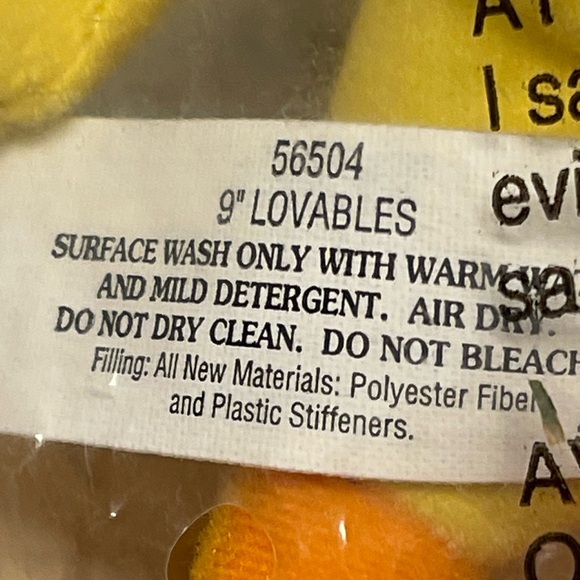 56504
9" LOVABLES
SURFACE WASH ONLY WITH WARM
AND MILD DETERGENT. AIR DRY.
DO NOT DRY CLEAN. DO NOT BLEACH
Filling: All New Materials: Polyester Fiber
and Plastic Stiffeners.